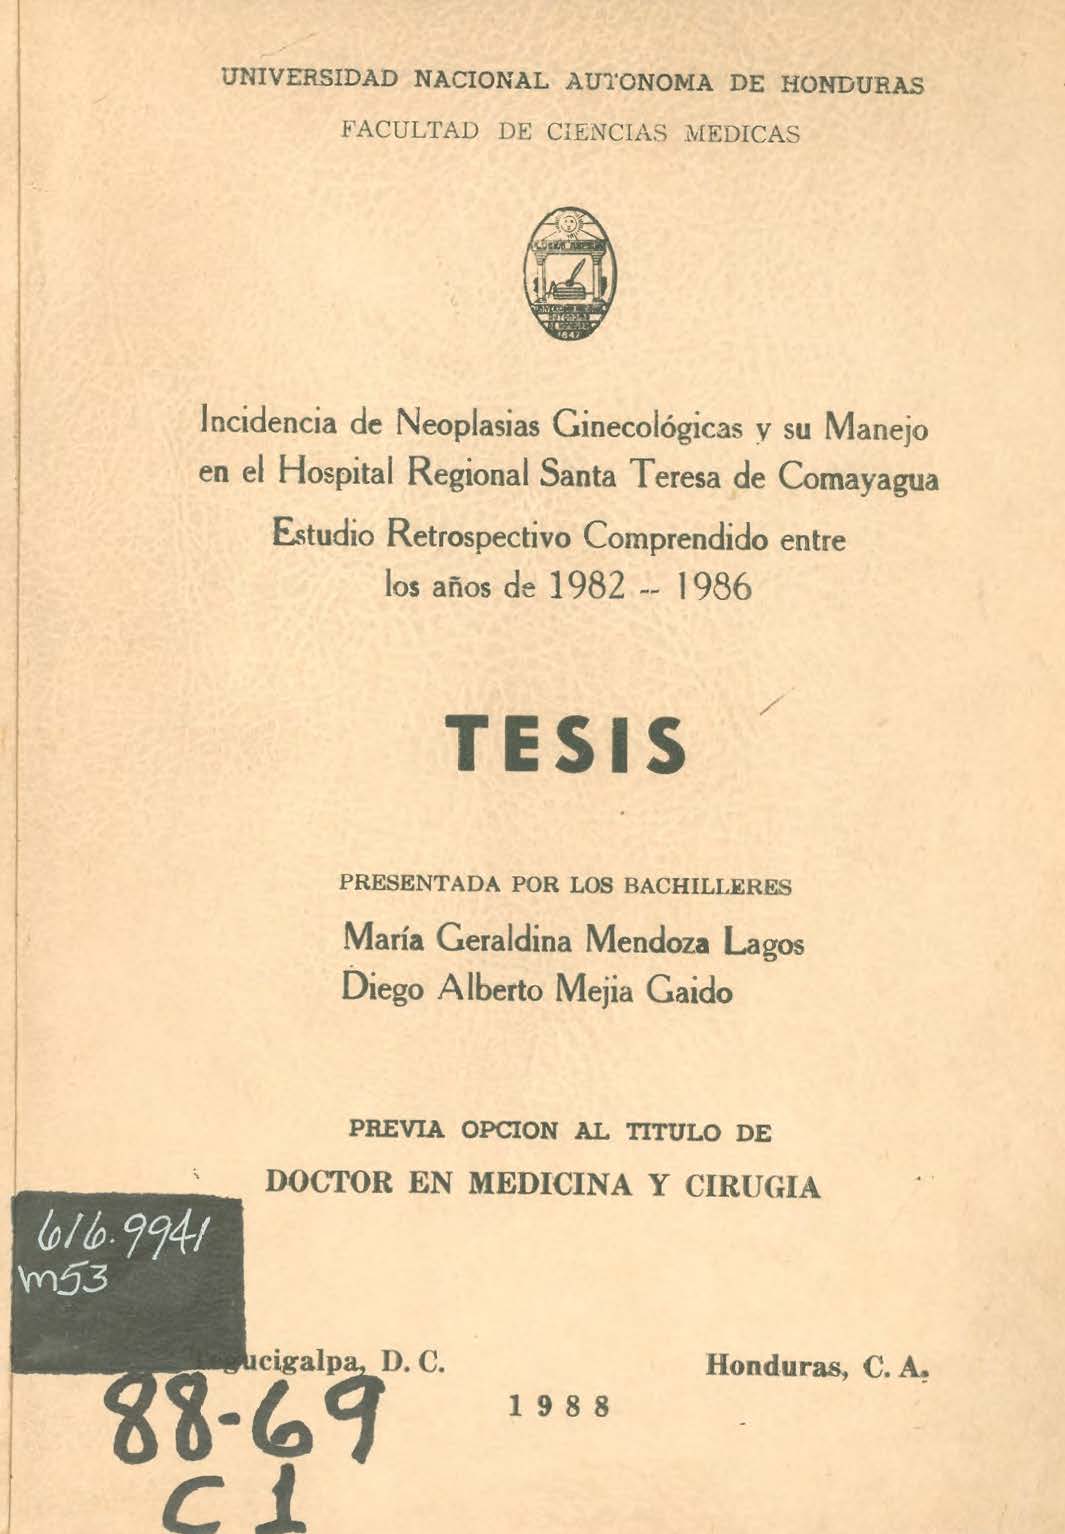 UNIVERSIDAD NACIONAL AUTONOMA DE HONDURAS
FACULTAD DE CIENCIAS MEDICAS
1847
Incidencia de Neoplasias Ginecológicas y su Manejo
en el Hospital Regional Santa Teresa de Comayagua
Estudio Retrospectivo Comprendido entre
los años de 1982 -- 1986
TESIS
PRESENTADA POR LOS BACHILLERES
María Geraldina Mendoza Lagos
Diego Alberto Mejia Gaido
PREVIA OPCION AL TITULO DE
DOCTOR EN MEDICINA Y CIRUGIA
616.9941
M53
Tegucigalpa, D. C. Honduras, C. A.
1988
88-69
C1